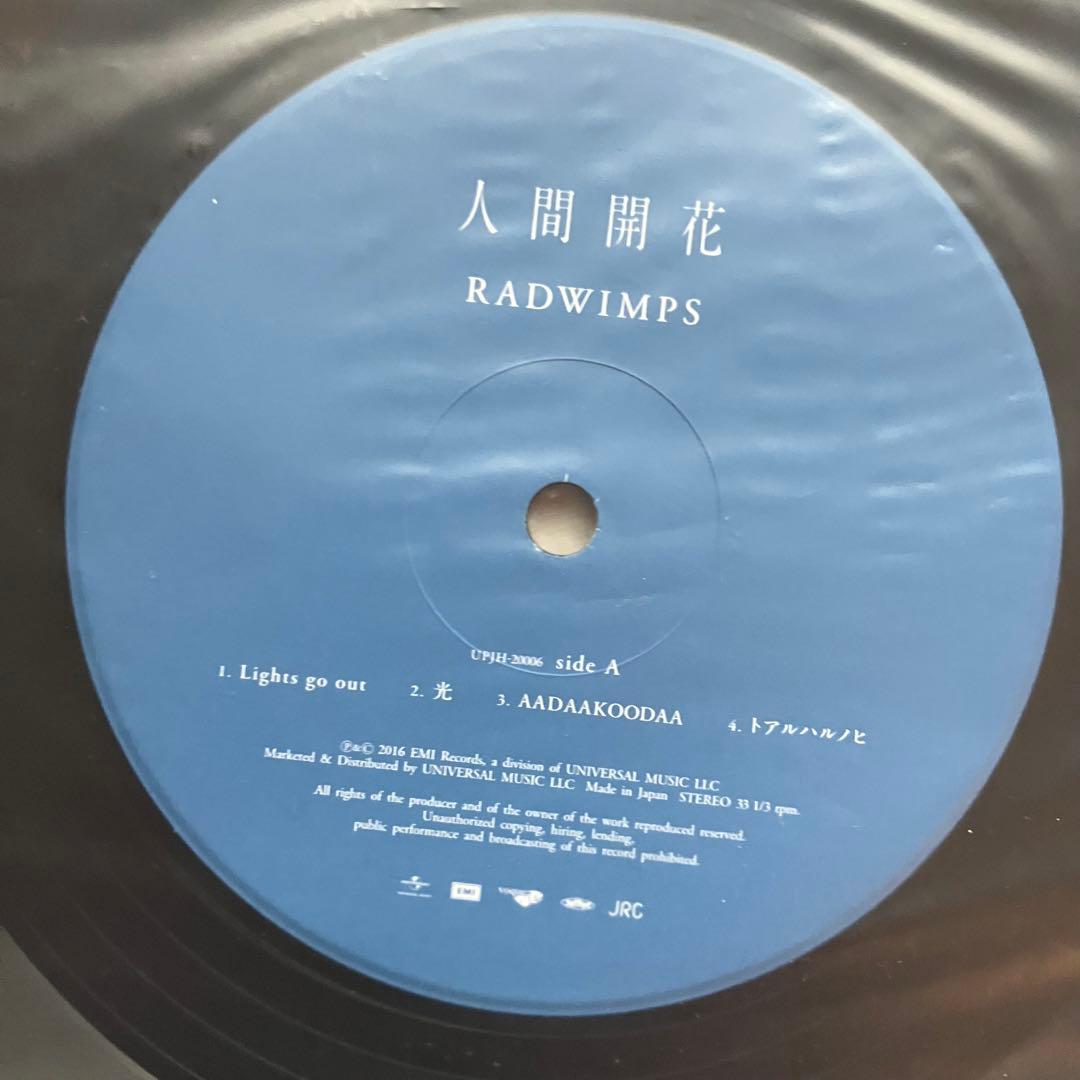 人間開花
RADWIMPS
UPJH-20006 side A
1. Lights go out 2. 光 3. AADAAKOODAA 4. トアルハルノヒ
Ⓟ&© 2016 EMI Records, a division of UNIVERSAL MUSIC LLC
Marketed & Distributed by UNIVERSAL MUSIC LLC Made in Japan STEREO 33 1/3 rpm.
All rights of the producer and of the owner of the work reproduced reserved.
Unauthorized copying, hiring, lending,
public performance and broadcasting of this record prohibited.
EMI JRC